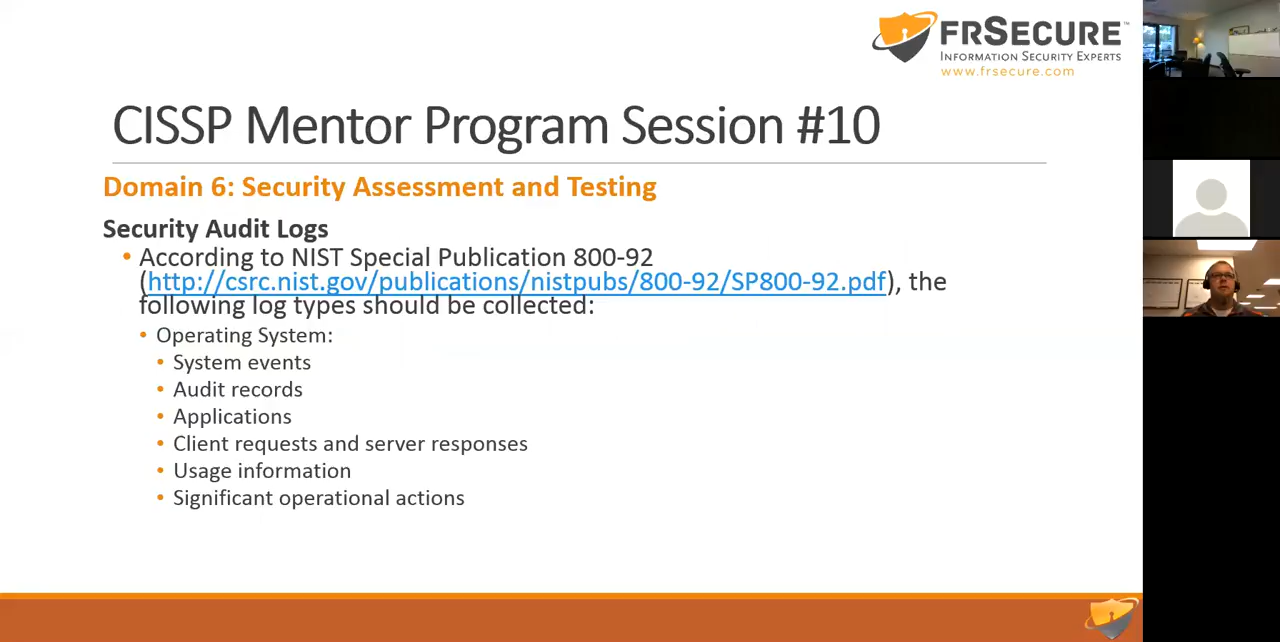 FRSECURE™
INFORMATION SECURITY EXPERTS
www.frsecure.com
CISSP Mentor Program Session #10
Domain 6: Security Assessment and Testing
Security Audit Logs
• According to NIST Special Publication 800-92
(http://csrc.nist.gov/publications/nistpubs/800-92/SP800-92.pdf), the
following log types should be collected:
• Operating System:
• System events
• Audit records
• Applications
• Client requests and server responses
• Usage information
• Significant operational actions